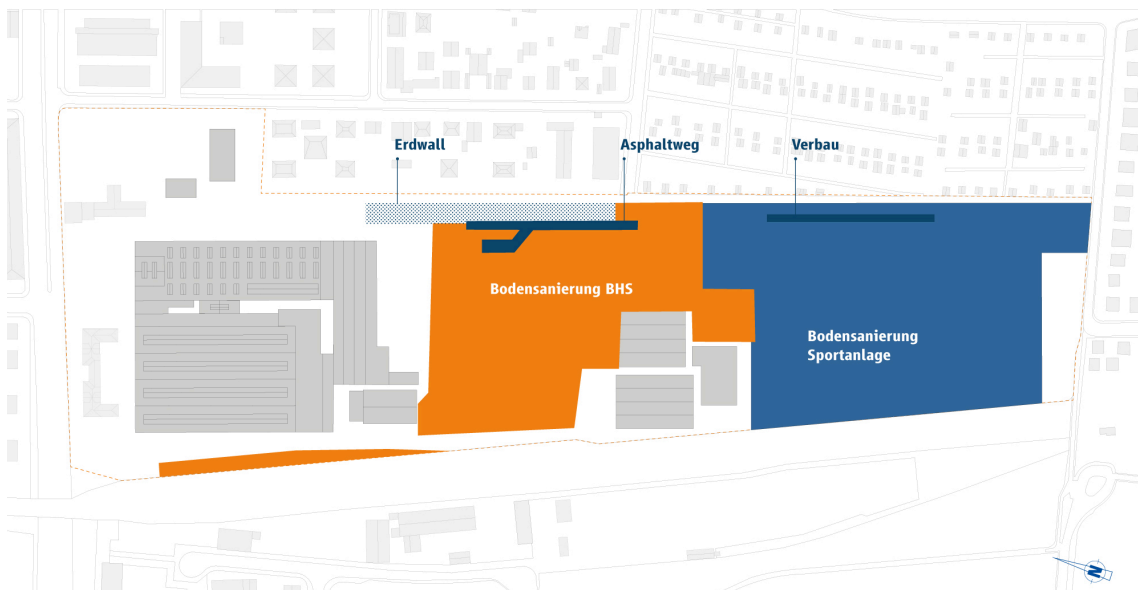 Erdwall
Asphaltweg
Verbau
Bodensanierung BHS
Bodensanierung
Sportanlage
N